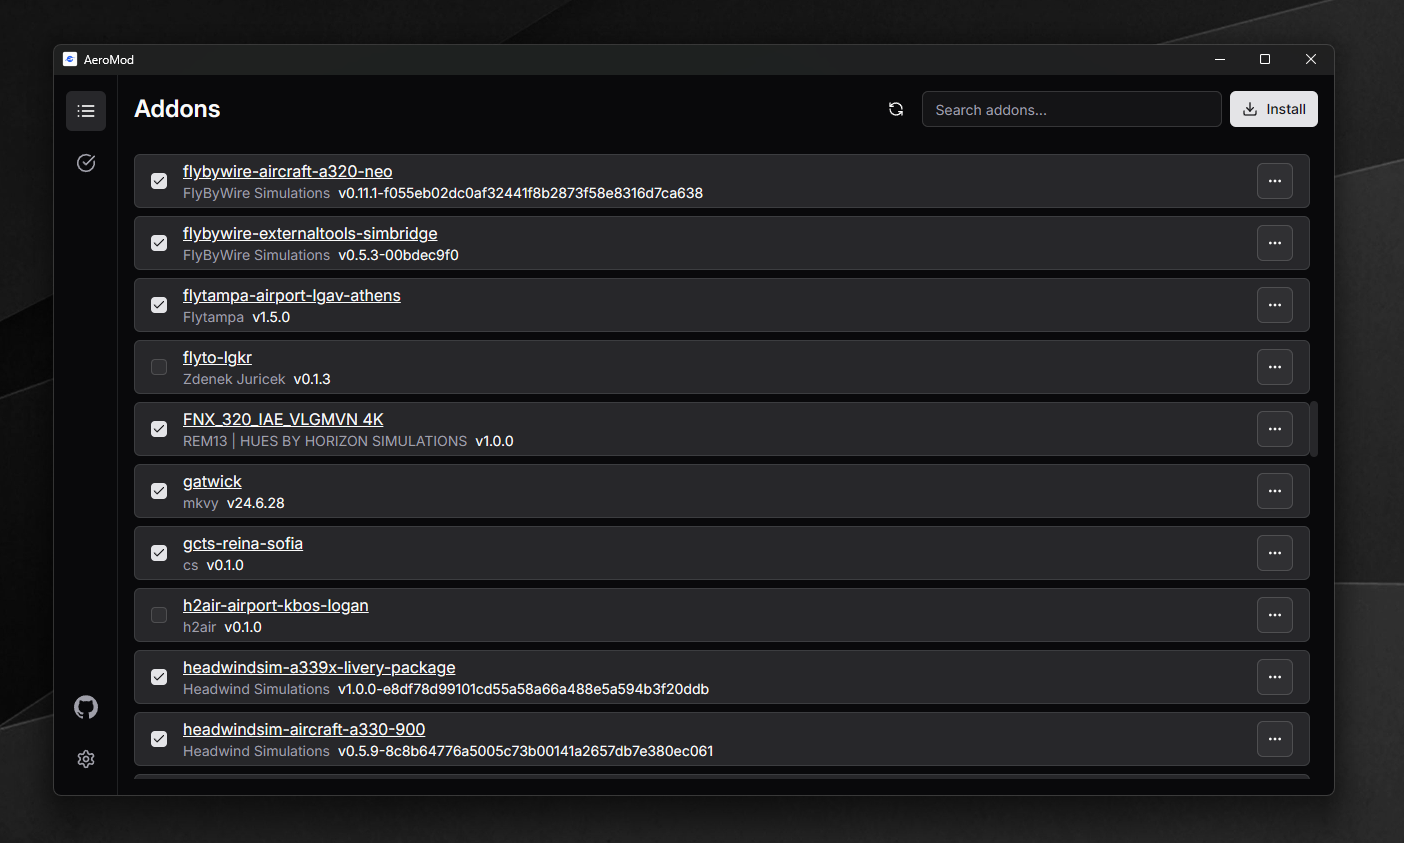 AeroMod
Addons
Search addons...
Install
flybywire-aircraft-a320-neo
FlyByWire Simulations v0.11.1-f055eb02dc0af32441f8b2873f58e8316d7ca638
flybywire-externaltools-simbridge
FlyByWire Simulations v0.5.3-00bdec9f0
flytampa-airport-lgav-athens
Flytampa v1.5.0
flyto-lgkr
Zdenek Juricek v0.1.3
FNX_320_IAE_VLGMVN 4K
REM13 | HUES BY HORIZON SIMULATIONS v1.0.0
gatwick
mkvy v24.6.28
gcts-reina-sofia
cs v0.1.0
h2air-airport-kbos-logan
h2air v0.1.0
headwindsim-a339x-livery-package
Headwind Simulations v1.0.0-e8df78d99101cd55a58a66a488e5a594b3f20ddb
headwindsim-aircraft-a330-900
Headwind Simulations v0.5.9-8c8b64776a5005c73b00141a2657db7e380ec061